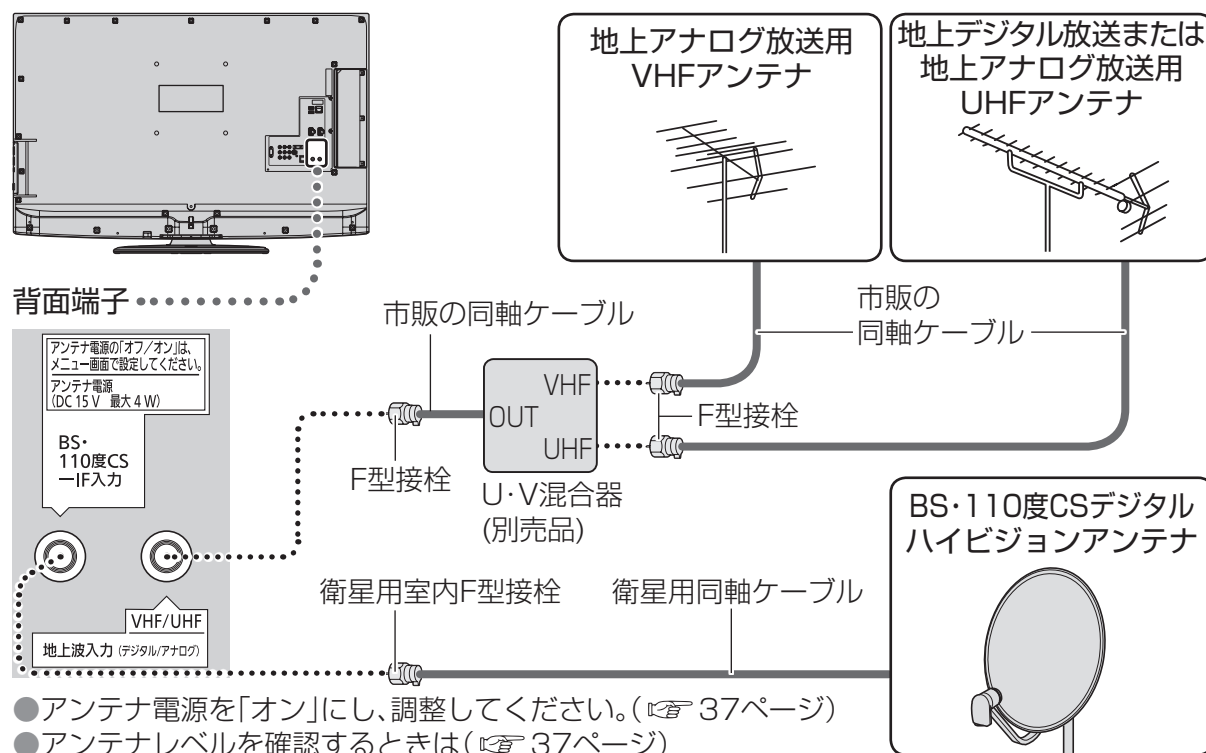 地上アナログ放送用
VHFアンテナ
地上デジタル放送または
地上アナログ放送用
UHFアンテナ
背面端子
市販の同軸ケーブル
市販の
同軸ケーブル
アンテナ電源の「オフ／オン」は、
メニュー画面で設定してください。
アンテナ電源
(DC 15 V 最大 4 W)
BS・
110度CS
ーIF入力
VHF
OUT
UHF
F型接栓
F型接栓
U・V混合器
(別売品)
BS・110度CSデジタル
ハイビジョンアンテナ
衛星用室内F型接栓
衛星用同軸ケーブル
VHF/UHF
地上波入力 (デジタル/アナログ)
●アンテナ電源を「オン」にし、調整してください。(☞ 37ページ)
●アンテナレベルを確認するときは(☞ 37ページ)